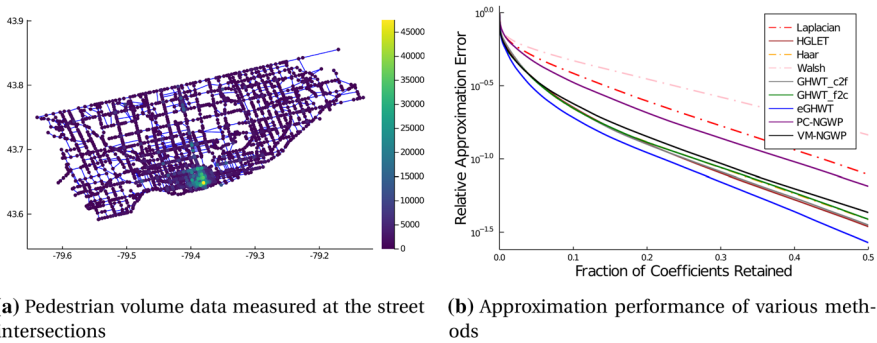 43.9
43.8
43.7
43.6
-79.6
-79.5
-79.4
-79.3
-79.2
45000
40000
35000
30000
25000
20000
15000
10000
5000
0
Relative Approximation Error
10^0.0
10^-0.5
10^-1.0
10^-1.5
0.0
0.1
0.2
0.3
0.4
0.5
Fraction of Coefficients Retained
Laplacian
HGLET
Haar
Walsh
GHWT_c2f
GHWT_f2c
eGHWT
PC-NGWP
VM-NGWP
a) Pedestrian volume data measured at the street
intersections
(b) Approximation performance of various meth-
ods